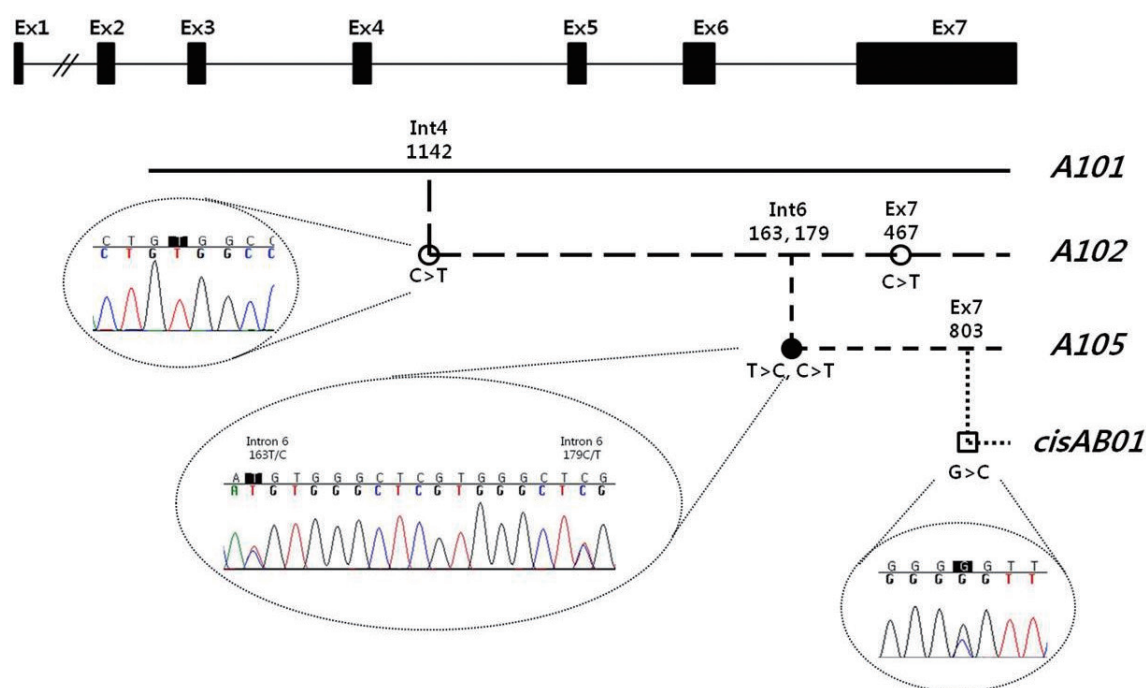 Ex1 Ex2 Ex3 Ex4 Ex5 Ex6 Ex7
Int4
1142
A101
Int6
163, 179
Ex7
467
A102
C>T
C>T
C T G T G G C C
C T G T G G C C
Ex7
803
A105
T>C, C>T
Intron 6
163T/C
Intron 6
179C/T
A T G T G G G C T C G T G G G C T C G
A T G T G G G C T C G T G G G C T C G
cisAB01
G>C
G G G G G T T
G G G G G T T